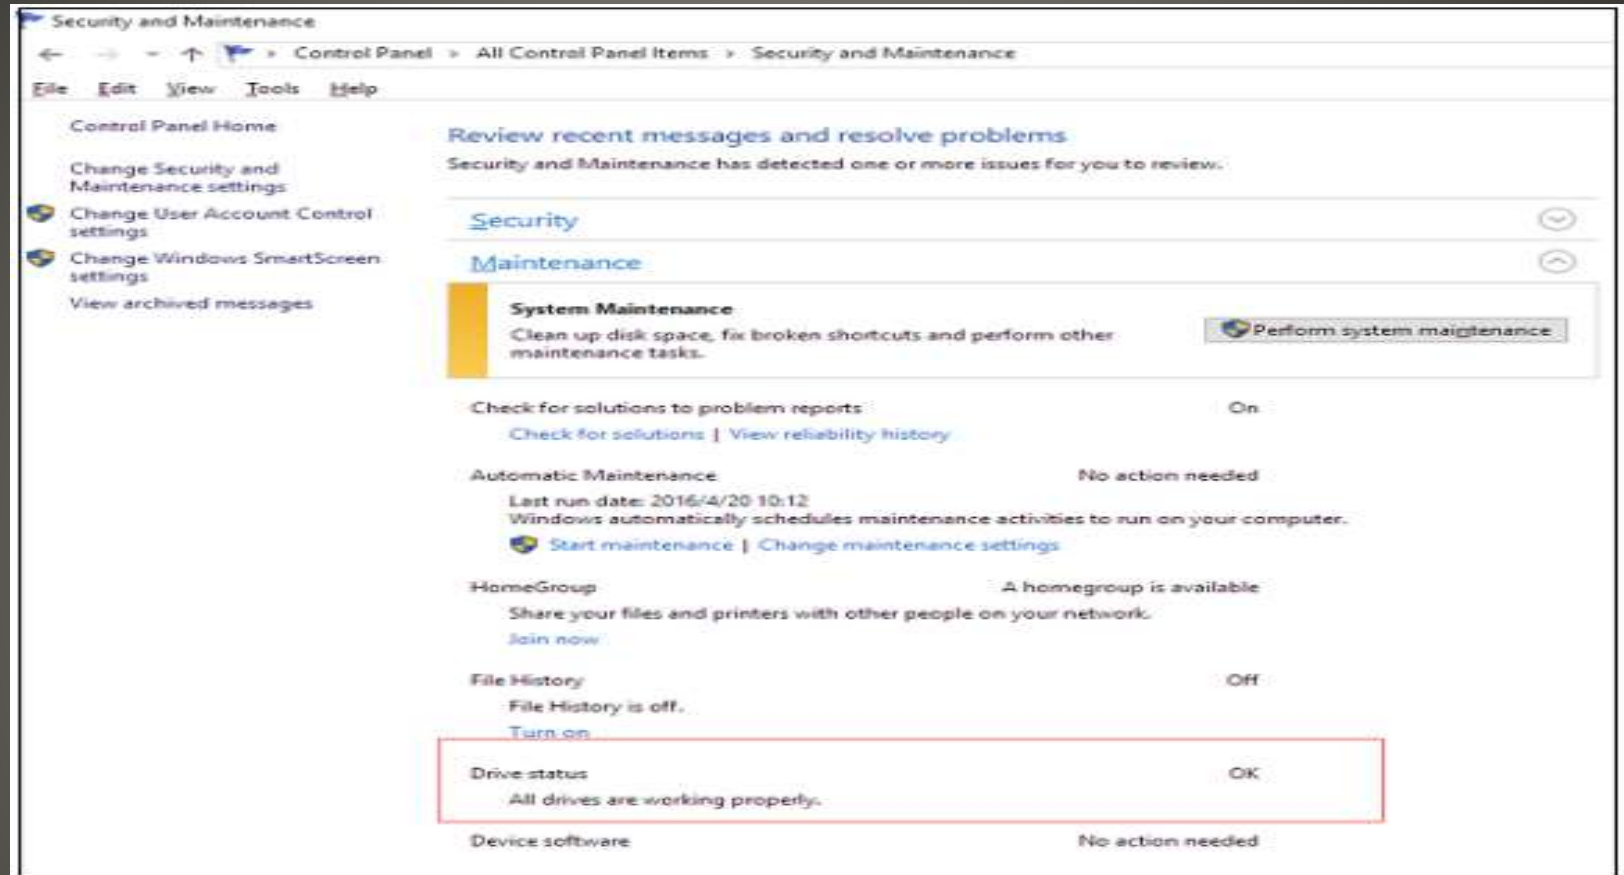 Security and Maintenance
Control Panel > All Control Panel Items > Security and Maintenance
File Edit View Tools Help
Control Panel Home
Change Security and
Maintenance settings
Change User Account Control
settings
Change Windows SmartScreen
settings
View archived messages
Review recent messages and resolve problems
Security and Maintenance has detected one or more issues for you to review.
Security
Maintenance
System Maintenance
Clean up disk space, fix broken shortcuts and perform other
maintenance tasks.
Perform system maintenance
Check for solutions to problem reports On
Check for solutions | View reliability history
Automatic Maintenance No action needed
Last run date: 2016/4/20 10:12
Windows automatically schedules maintenance activities to run on your computer.
Start maintenance | Change maintenance settings
HomeGroup A homegroup is available
Share your files and printers with other people on your network.
Join now
File History Off
File History is off.
Turn on
Drive status OK
All drives are working properly.
Device software No action needed